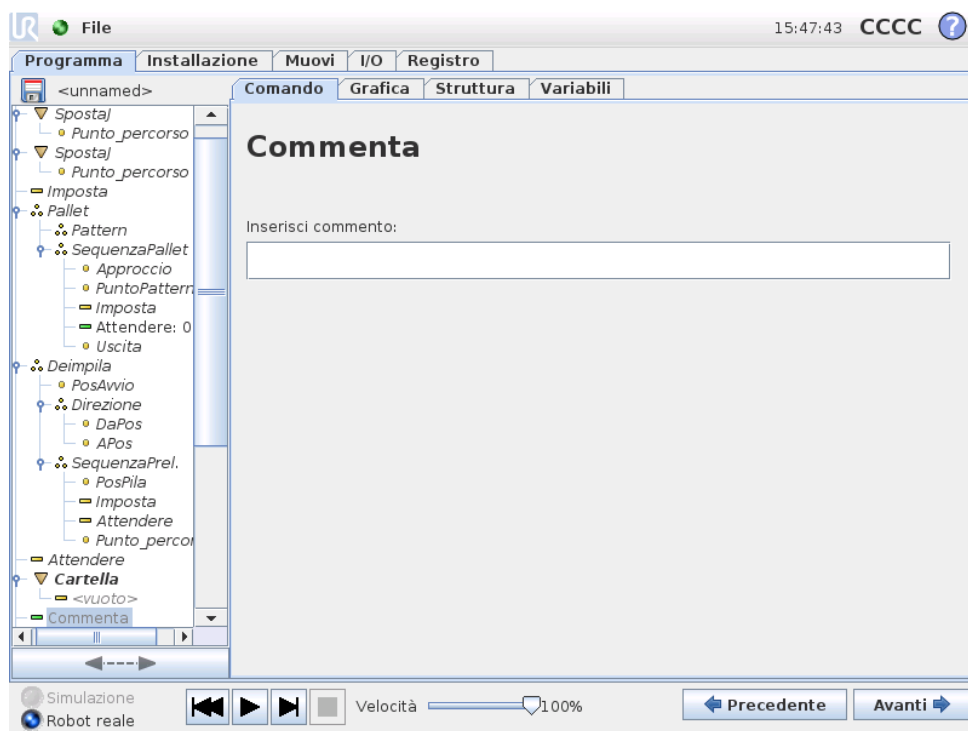 UR File 15:47:43 CCCC ?
Programma Installazione Muovi I/O Registro
<unnamed>
Comando Grafica Struttura Variabili
SpostaJ
Punto_percorso
SpostaJ
Punto_percorso
Imposta
Pallet
Pattern
SequenzaPallet
Approccio
PuntoPattern
Imposta
Attendere: 0
Uscita
Deimpila
PosAvvio
Direzione
DaPos
APos
SequenzaPrel.
PosPila
Imposta
Attendere
Punto_percor
Attendere
Cartella
<vuoto>
Commenta
Commenta
Inserisci commento:
Simulazione
Robot reale
Velocità 100%
Precedente Avanti